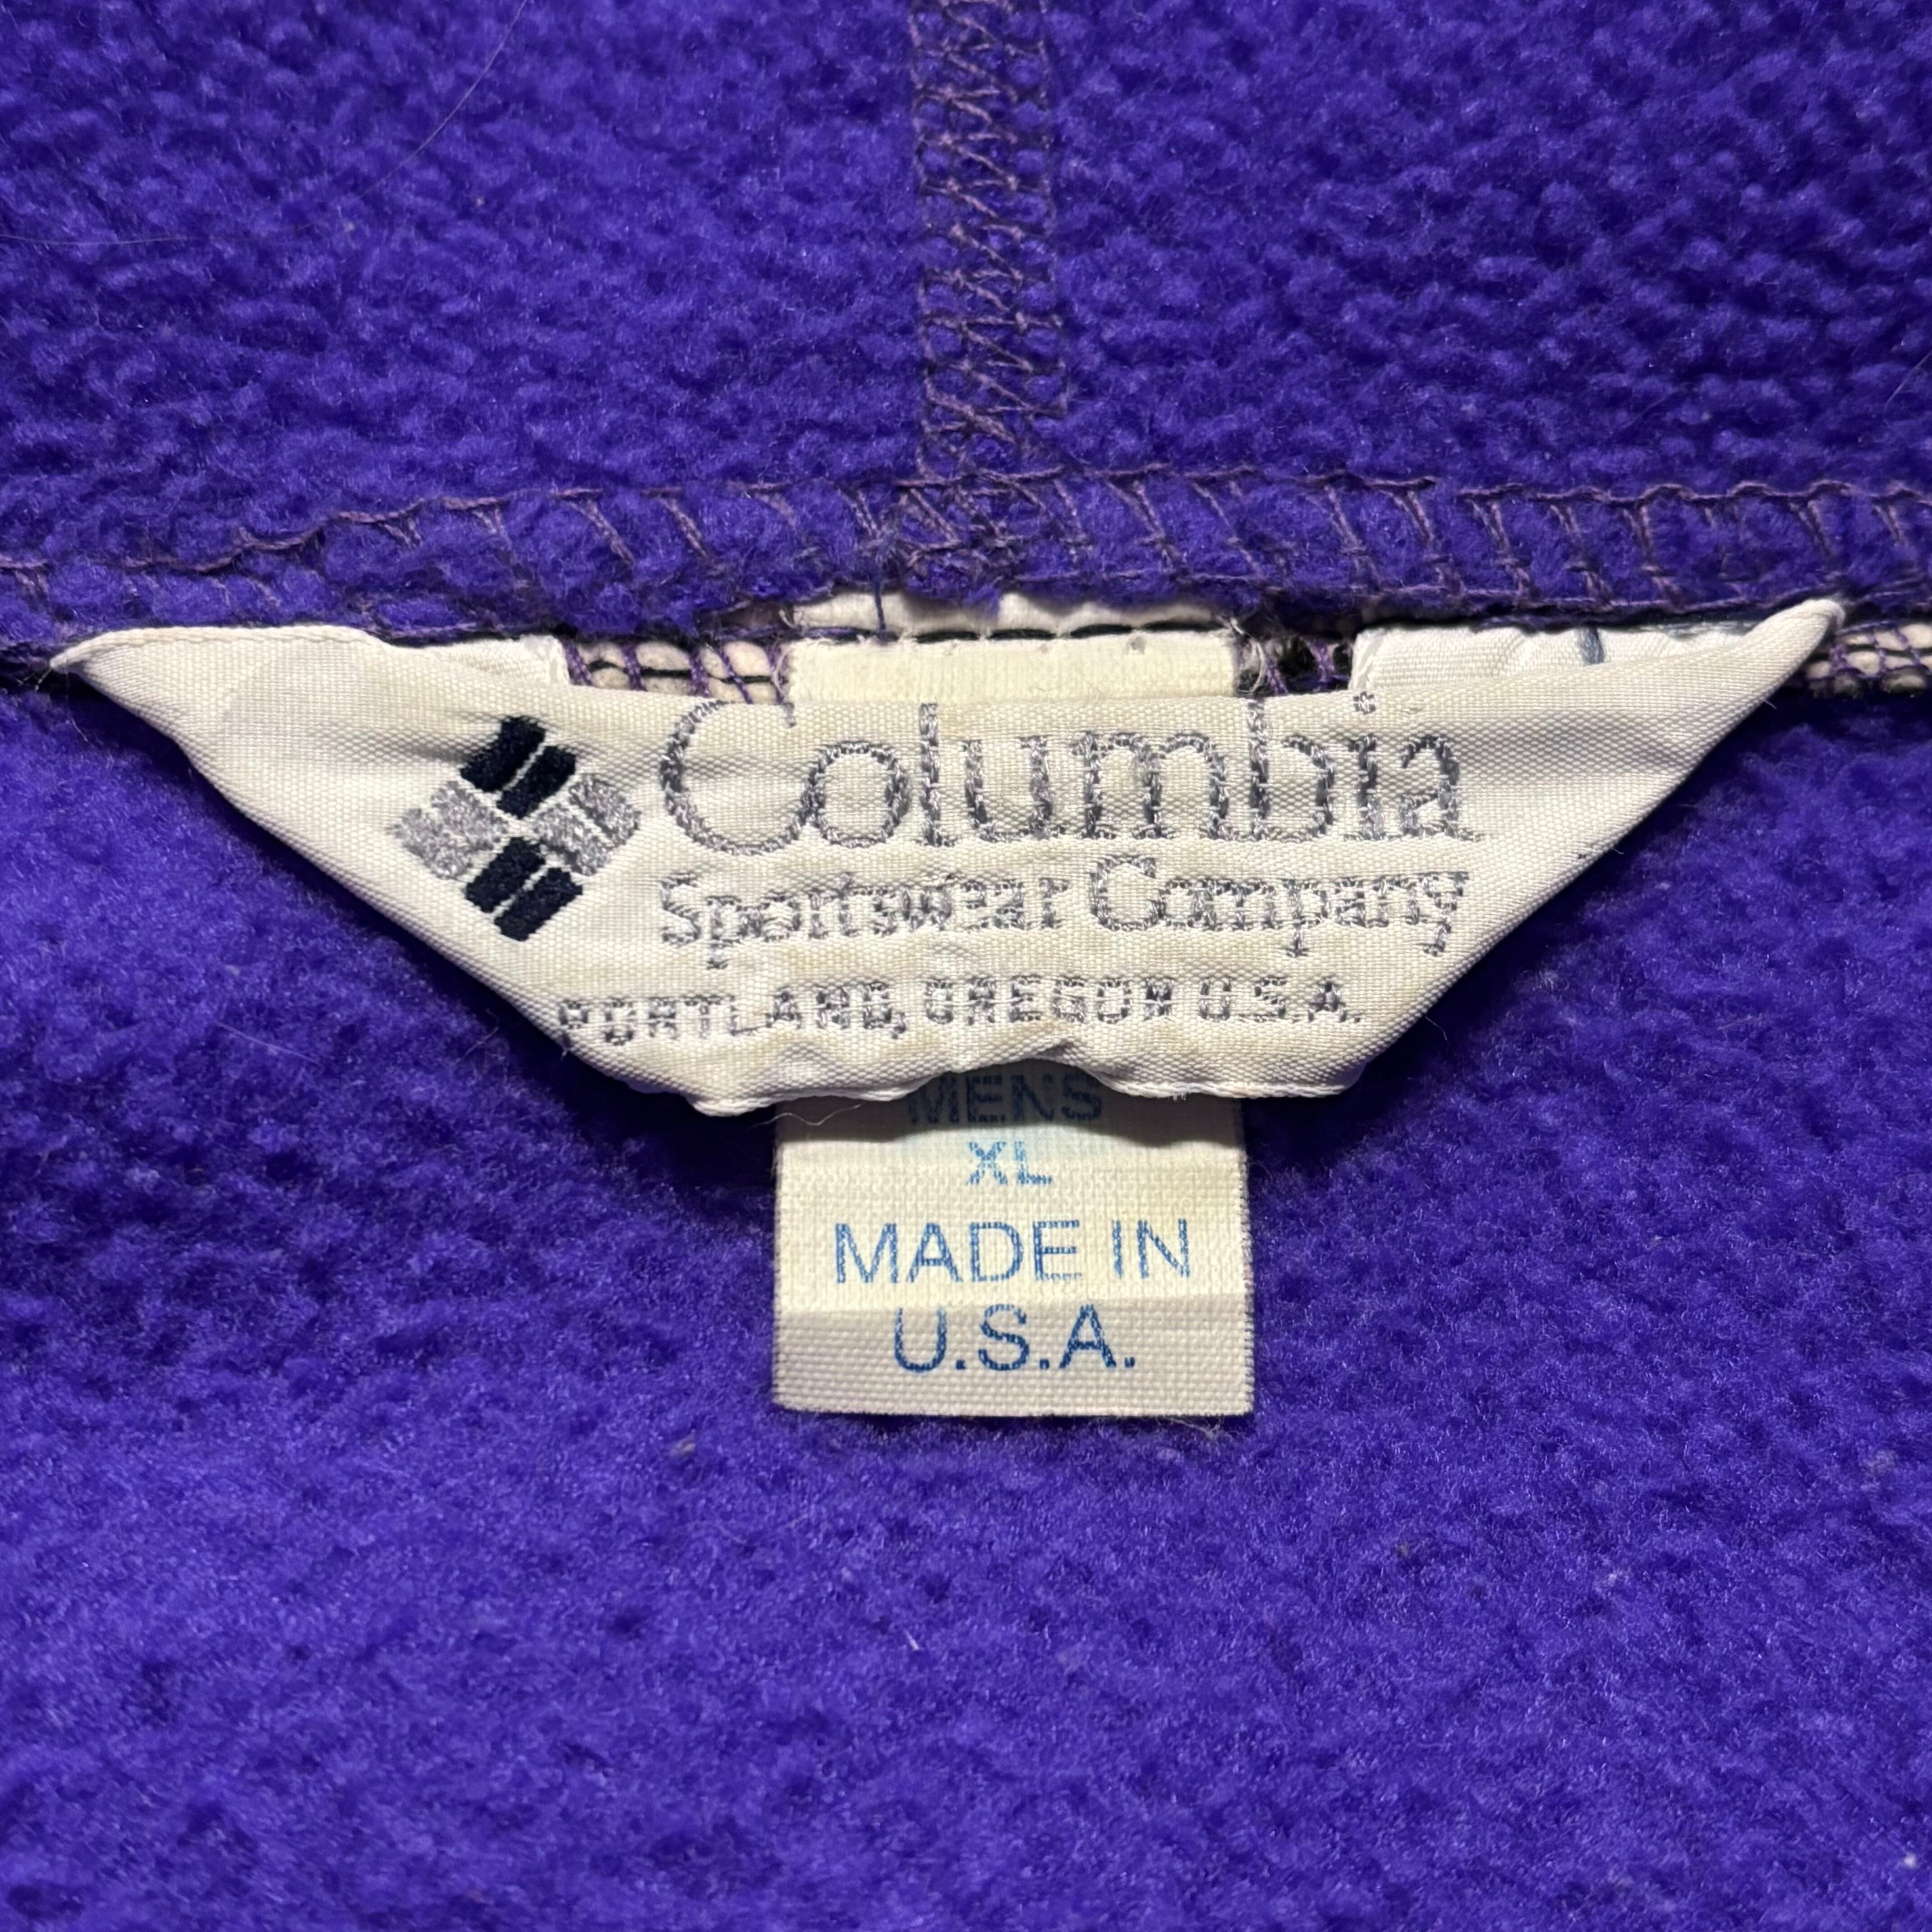 Columbia
Sportswear Company
PORTLAND, OREGON U.S.A.
MENS
XL
MADE IN
U.S.A.